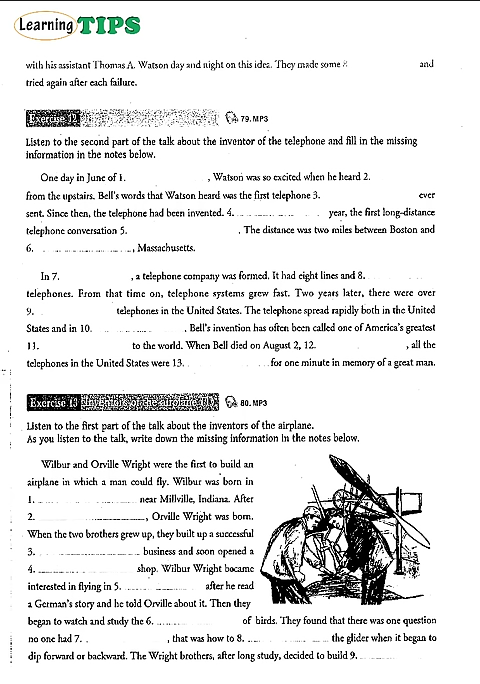 Learning TIPS
with his assistant Thomas A. Watson day and night on this idea. They made some 8. and
tried again after each failure.
Exercise 12
79.MP3
Listen to the second part of the talk about the inventor of the telephone and fill in the missing
information in the notes below.
One day in June of 1. , Watson was so excited when he heard 2.
from the upstairs. Bell's words that Watson heard was the first telephone 3. ever
sent. Since then, the telephone had been invented. 4. year, the first long-distance
telephone conversation 5. . The distance was two miles between Boston and
6. , Massachusetts.
In 7. , a telephone company was formed. It had eight lines and 8.
telephones. From that time on, telephone systems grew fast. Two years later, there were over
9. telephones in the United States. The telephone spread rapidly both in the United
States and in 10. . Bell's invention has often been called one of America's greatest
11. to the world. When Bell died on August 2, 12. , all the
telephones in the United States were 13. for one minute in memory of a great man.
Exercise 13 Inventors of the airplane (1)
80.MP3
Listen to the first part of the talk about the inventors of the airplane.
As you listen to the talk, write down the missing information in the notes below.
Wilbur and Orville Wright were the first to build an
airplane in which a man could fly. Wilbur was born in
1. near Millville, Indiana. After
2. , Orville Wright was born.
When the two brothers grew up, they built up a successful
3. business and soon opened a
4. shop. Wilbur Wright became
interested in flying in 5. after he read
a German's story and he told Orville about it. Then they
began to watch and study the 6. of birds. They found that there was one question
no one had 7. , that was how to 8. the glider when it began to
dip forward or backward. The Wright brothers, after long study, decided to build 9.